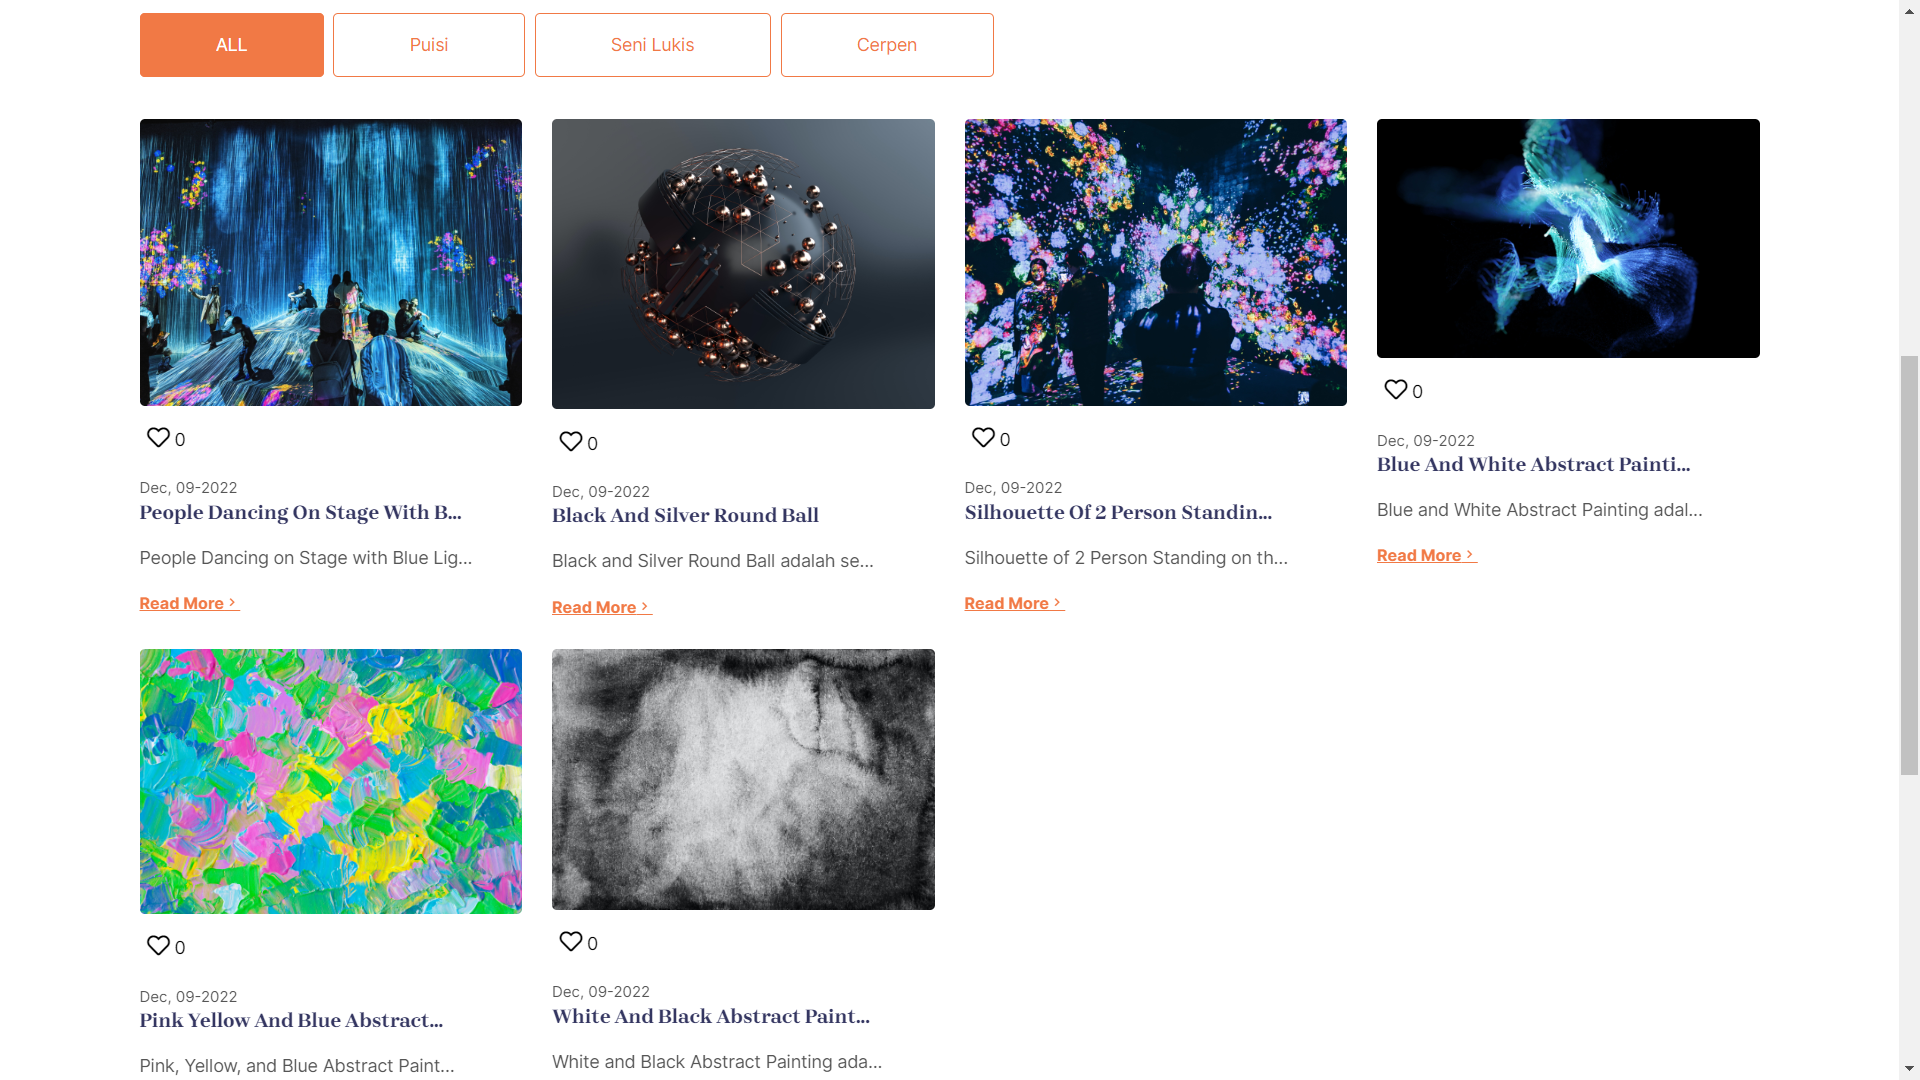 ALL
Puisi
Seni Lukis
Cerpen
0
Dec, 09-2022
People Dancing On Stage With B...
People Dancing on Stage with Blue Lig...
Read More
0
Dec, 09-2022
Black And Silver Round Ball
Black and Silver Round Ball adalah se...
Read More
0
Dec, 09-2022
Silhouette Of 2 Person Standin...
Silhouette of 2 Person Standing on th...
Read More
0
Dec, 09-2022
Blue And White Abstract Painti...
Blue and White Abstract Painting adal...
Read More
0
Dec, 09-2022
Pink Yellow And Blue Abstract...
Pink, Yellow, and Blue Abstract Paint...
0
Dec, 09-2022
White And Black Abstract Paint...
White and Black Abstract Painting ada...